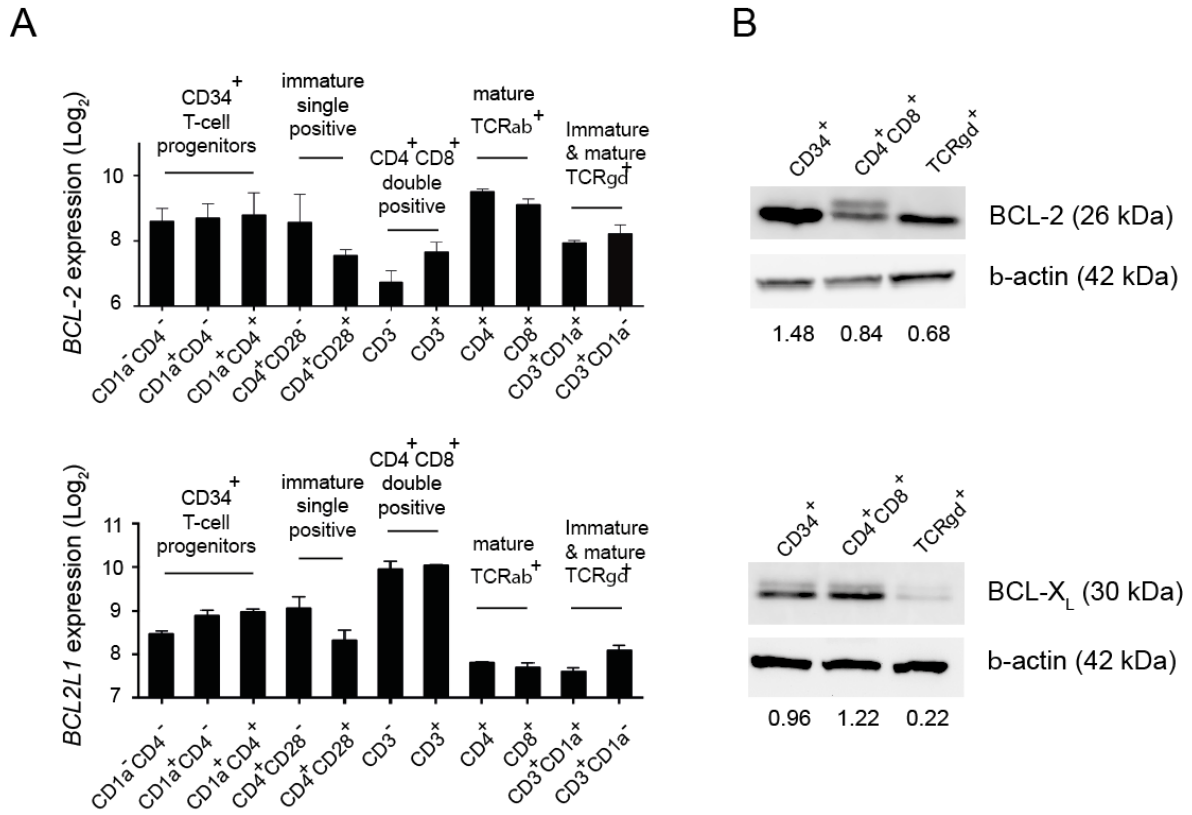 A
B
BCL-2 expression (Log2)
10
8
6
CD34+
T-cell
progenitors
immature
single
positive
CD4+CD8+
double
positive
mature
TCRab+
Immature
& mature
TCRgd+
CD1a-CD4-
CD1a+CD4-
CD1a+CD4+
CD4+CD28-
CD4+CD28+
CD3-
CD3+
CD4+
CD8+
CD3+CD1a+
CD3+CD1a-
CD34+
CD4+CD8+
TCRgd+
BCL-2 (26 kDa)
b-actin (42 kDa)
1.48 0.84 0.68
BCL2L1 expression (Log2)
11
10
9
8
7
CD34+
T-cell
progenitors
immature
single
positive
CD4+CD8+
double
positive
mature
TCRab+
Immature
& mature
TCRgd+
CD1a-CD4-
CD1a+CD4-
CD1a+CD4+
CD4+CD28-
CD4+CD28+
CD3-
CD3+
CD4+
CD8+
CD3+CD1a+
CD3+CD1a-
CD34+
CD4+CD8+
TCRgd+
BCL-XL (30 kDa)
b-actin (42 kDa)
0.96 1.22 0.22